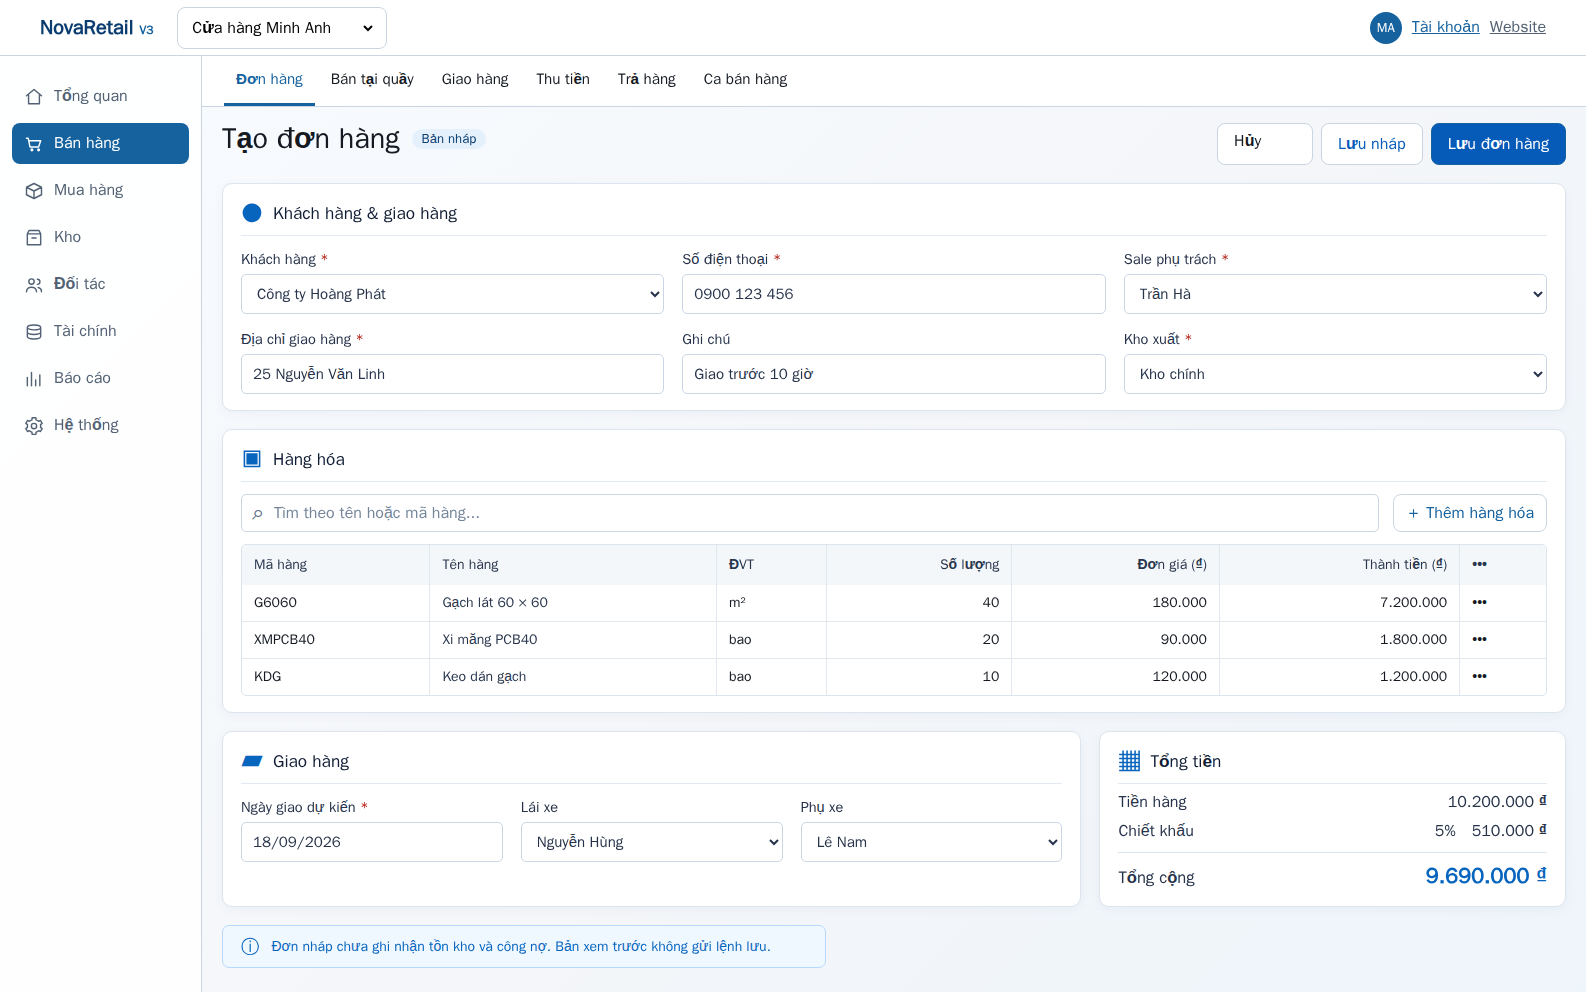 NovaRetail V3
Cửa hàng Minh Anh
MA Tài khoản Website
Tổng quan
Bán hàng
Mua hàng
Kho
Đối tác
Tài chính
Báo cáo
Hệ thống
Đơn hàng Bán tại quầy Giao hàng Thu tiền Trả hàng Ca bán hàng
Tạo đơn hàng Bản nháp
Hủy Lưu nháp Lưu đơn hàng
Khách hàng & giao hàng
Khách hàng * Số điện thoại * Sale phụ trách *
Công ty Hoàng Phát 0900 123 456 Trần Hà
Địa chỉ giao hàng * Ghi chú Kho xuất *
25 Nguyễn Văn Linh Giao trước 10 giờ Kho chính
Hàng hóa
Tìm theo tên hoặc mã hàng... + Thêm hàng hóa
Mã hàng Tên hàng ĐVT Số lượng Đơn giá (₫) Thành tiền (₫) •••
G6060 Gạch lát 60 × 60 m² 40 180.000 7.200.000 •••
XMPCB40 Xi măng PCB40 bao 20 90.000 1.800.000 •••
KDG Keo dán gạch bao 10 120.000 1.200.000 •••
Giao hàng
Ngày giao dự kiến * Lái xe Phụ xe
18/09/2026 Nguyễn Hùng Lê Nam
Tổng tiền
Tiền hàng 10.200.000 ₫
Chiết khấu 5% 510.000 ₫
Tổng cộng 9.690.000 ₫
Đơn nháp chưa ghi nhận tồn kho và công nợ. Bản xem trước không gửi lệnh lưu.